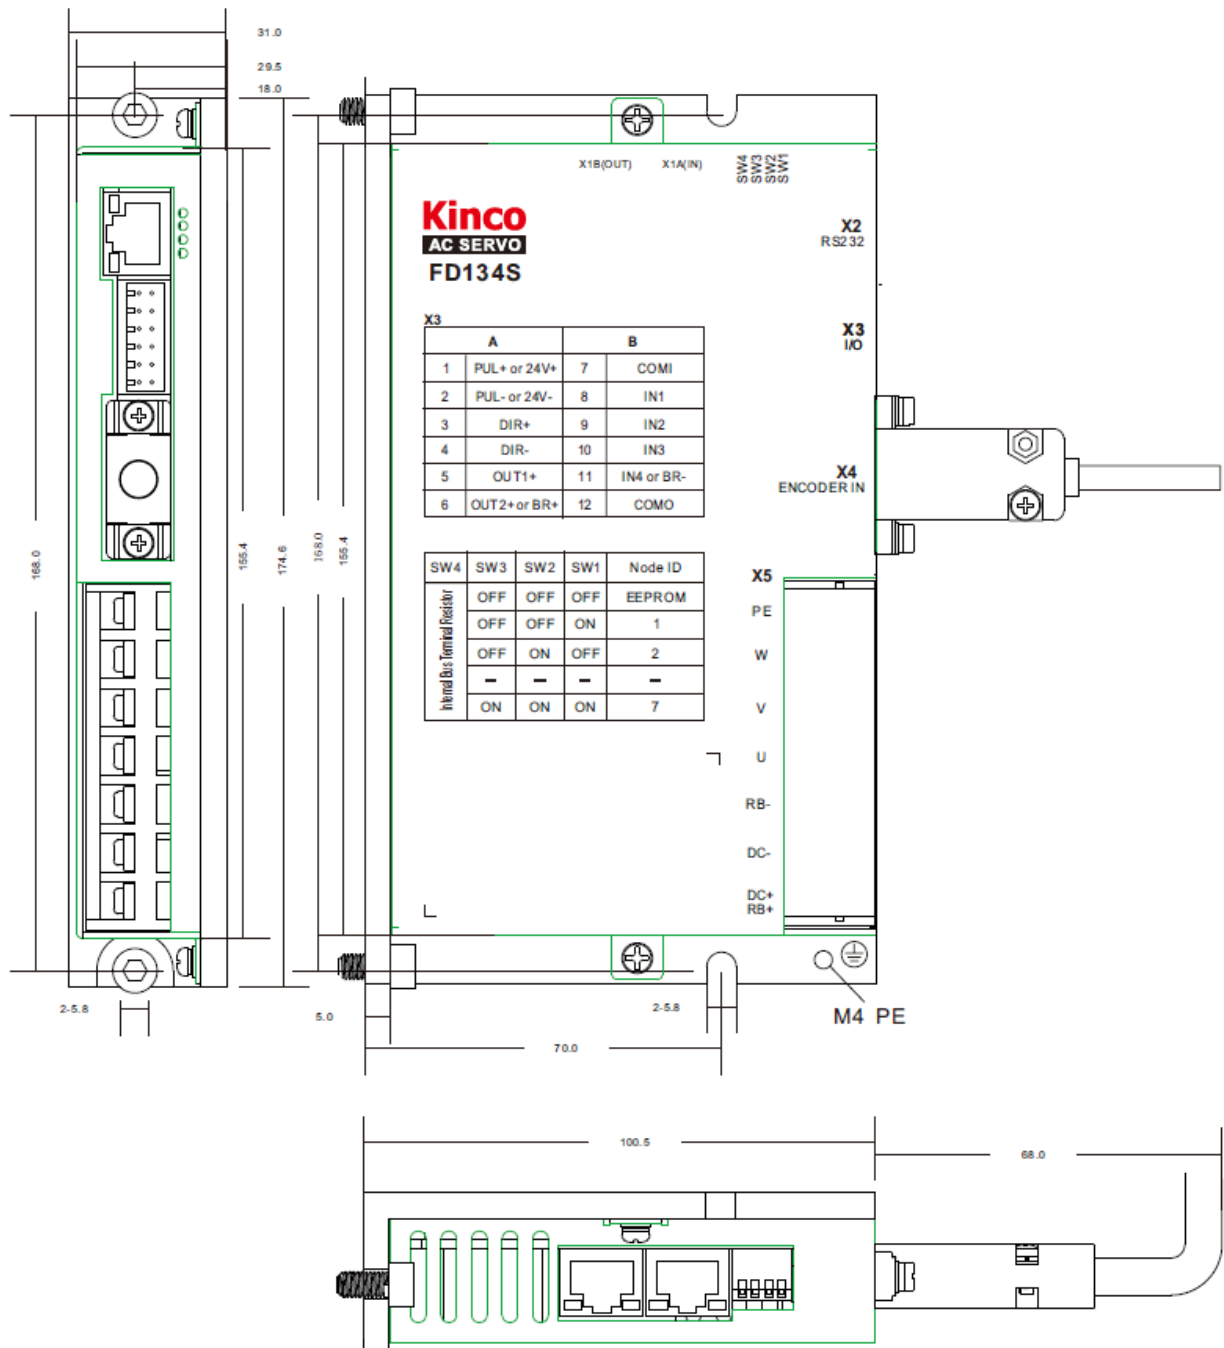 31.0
29.5
18.0
X1B(OUT) X1A(IN) SW4 SW3 SW2 SW1
Kinco
AC SERVO
FD134S
X2
RS232
X3
I/O
X3
A B
1 PUL+ or 24V+ 7 COMI
2 PUL- or 24V- 8 IN1
3 DIR+ 9 IN2
4 DIR- 10 IN3
5 OUT1+ 11 IN4 or BR-
6 OUT2+ or BR+ 12 COMO
X4
ENCODER IN
168.0
155.4
174.6
168.0
155.4
SW4 SW3 SW2 SW1 Node ID
Internal Bus Terminal Resistor
OFF OFF OFF EEPROM
OFF OFF ON 1
OFF ON OFF 2
– – – –
ON ON ON 7
X5
PE
W
V
U
RB-
DC-
DC+
RB+
2-5.8
5.0
2-5.8
M4 PE
70.0
100.5
68.0